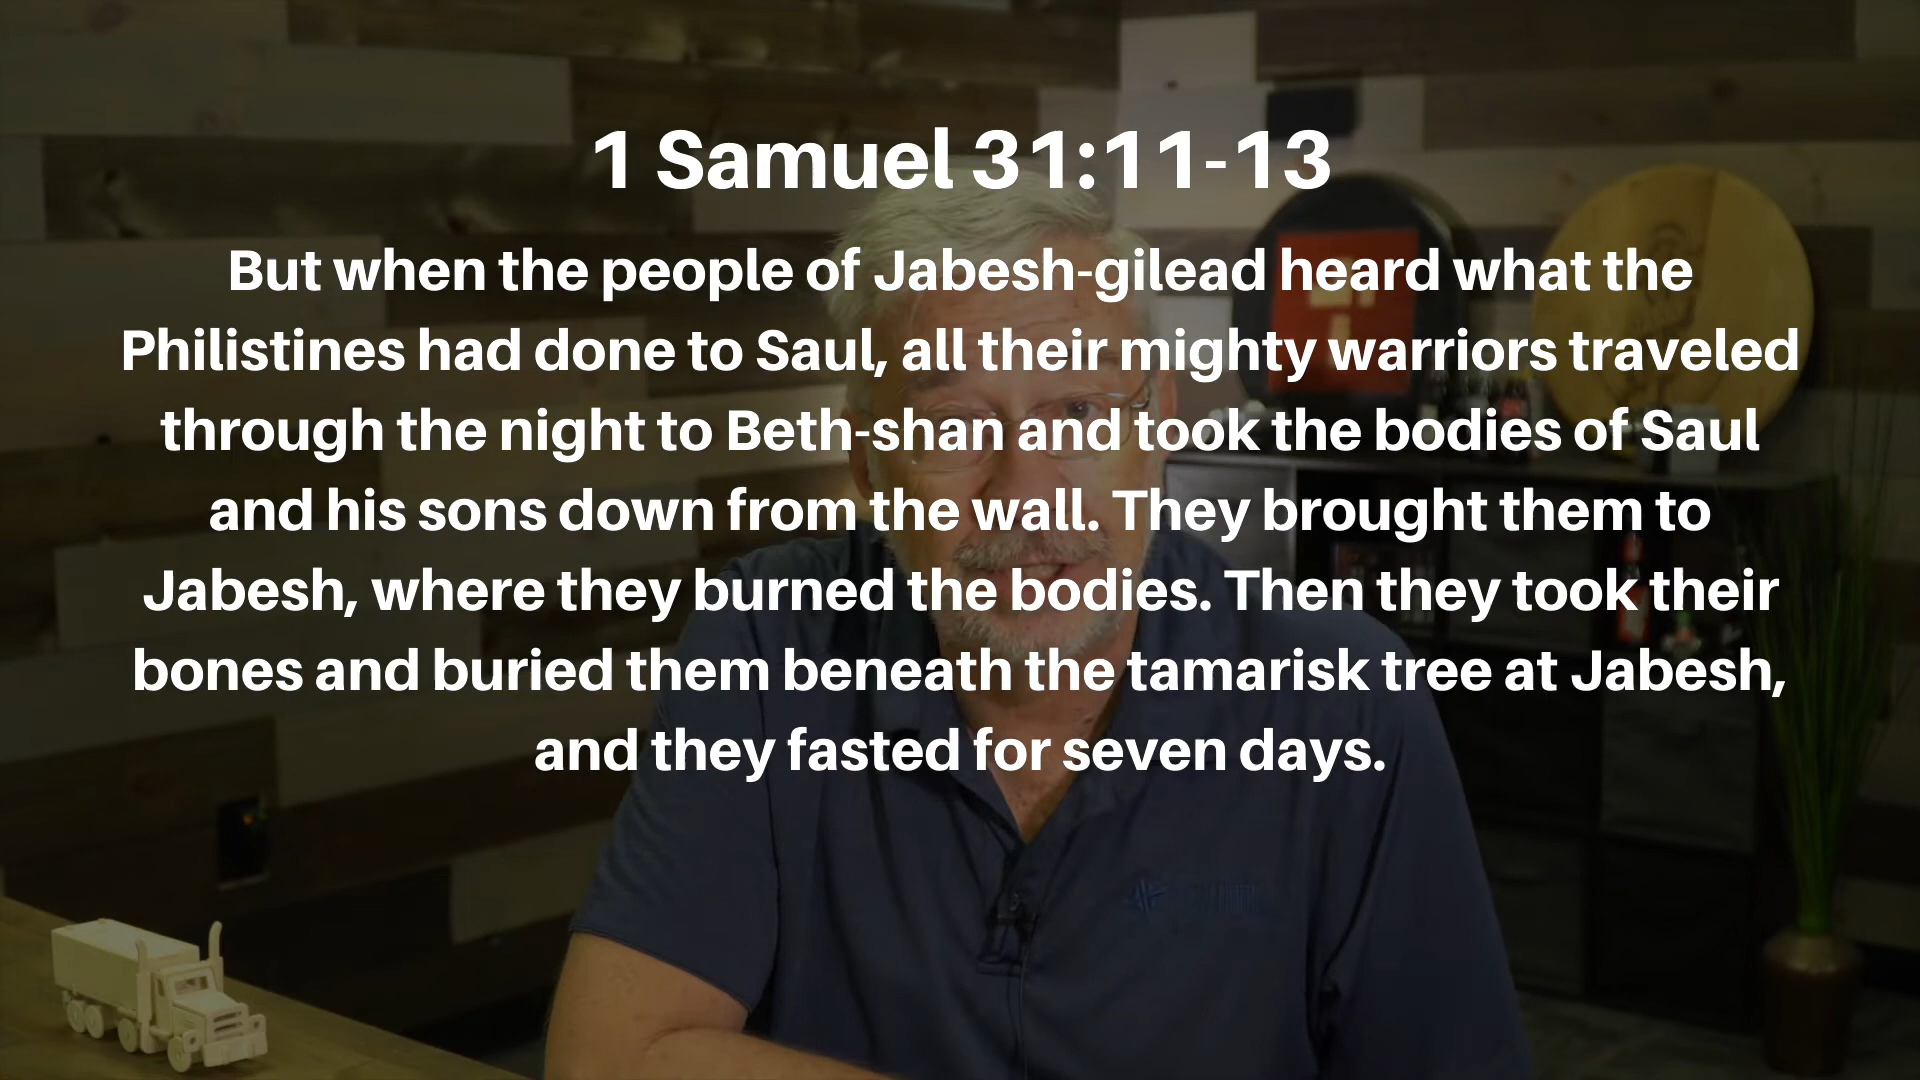 1 Samuel 31:11-13
But when the people of Jabesh-gilead heard what the
Philistines had done to Saul, all their mighty warriors traveled
through the night to Beth-shan and took the bodies of Saul
and his sons down from the wall. They brought them to
Jabesh, where they burned the bodies. Then they took their
bones and buried them beneath the tamarisk tree at Jabesh,
and they fasted for seven days.